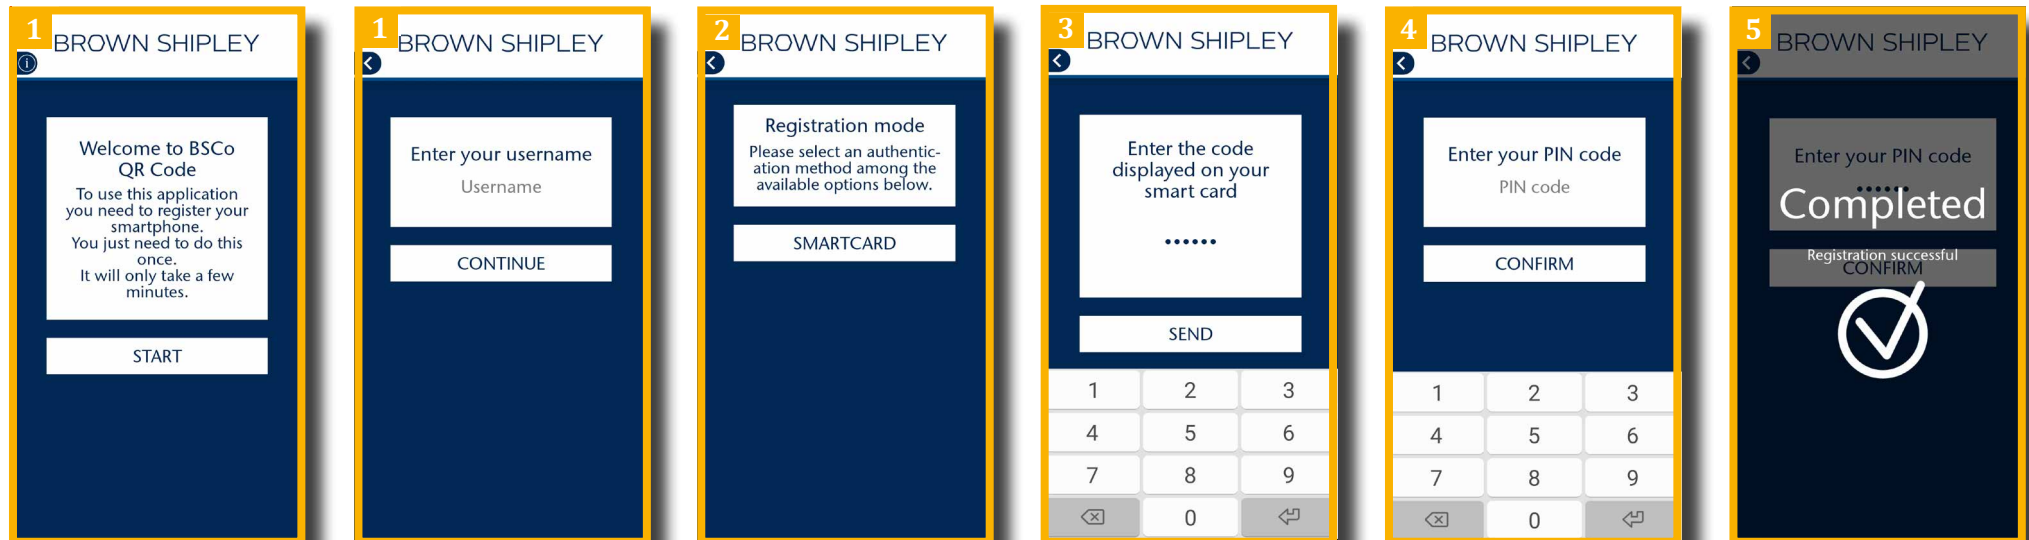 1
BROWN SHIPLEY
Welcome to BSCo
QR Code
To use this application
you need to register your
smartphone.
You just need to do this
once.
It will only take a few
minutes.
START
1
BROWN SHIPLEY
Enter your username
Username
CONTINUE
2
BROWN SHIPLEY
Registration mode
Please select an authentic-
ation method among the
available options below.
SMARTCARD
3
BROWN SHIPLEY
Enter the code
displayed on your
smart card
••••••
SEND
1 2 3
4 5 6
7 8 9
0
4
BROWN SHIPLEY
Enter your PIN code
PIN code
CONFIRM
1 2 3
4 5 6
7 8 9
0
5
BROWN SHIPLEY
Enter your PIN code
••••••
Completed
Registration successful
CONFIRM